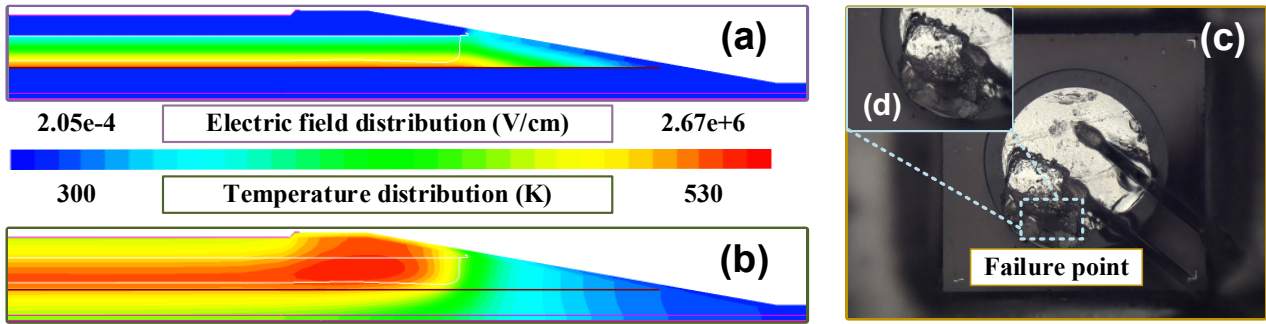 (a)
2.05e-4 Electric field distribution (V/cm) 2.67e+6
300 Temperature distribution (K) 530
(b)
(c)
(d)
Failure point